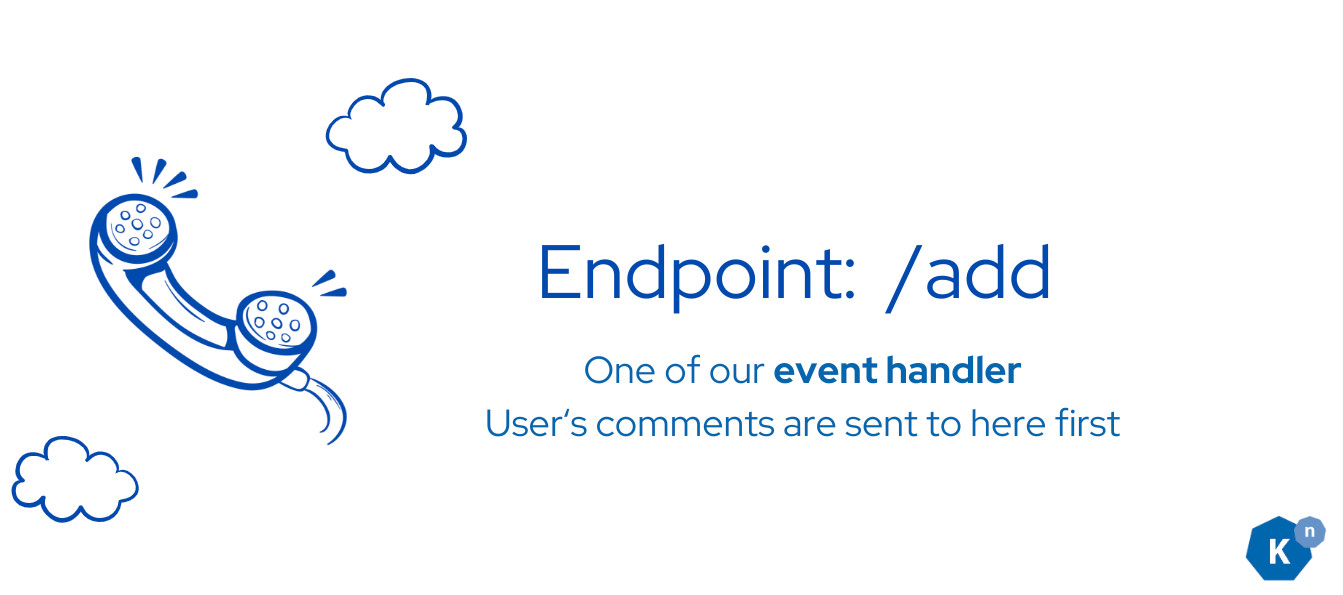 Endpoint: /add
One of our event handler
User‘s comments are sent to here first
K n